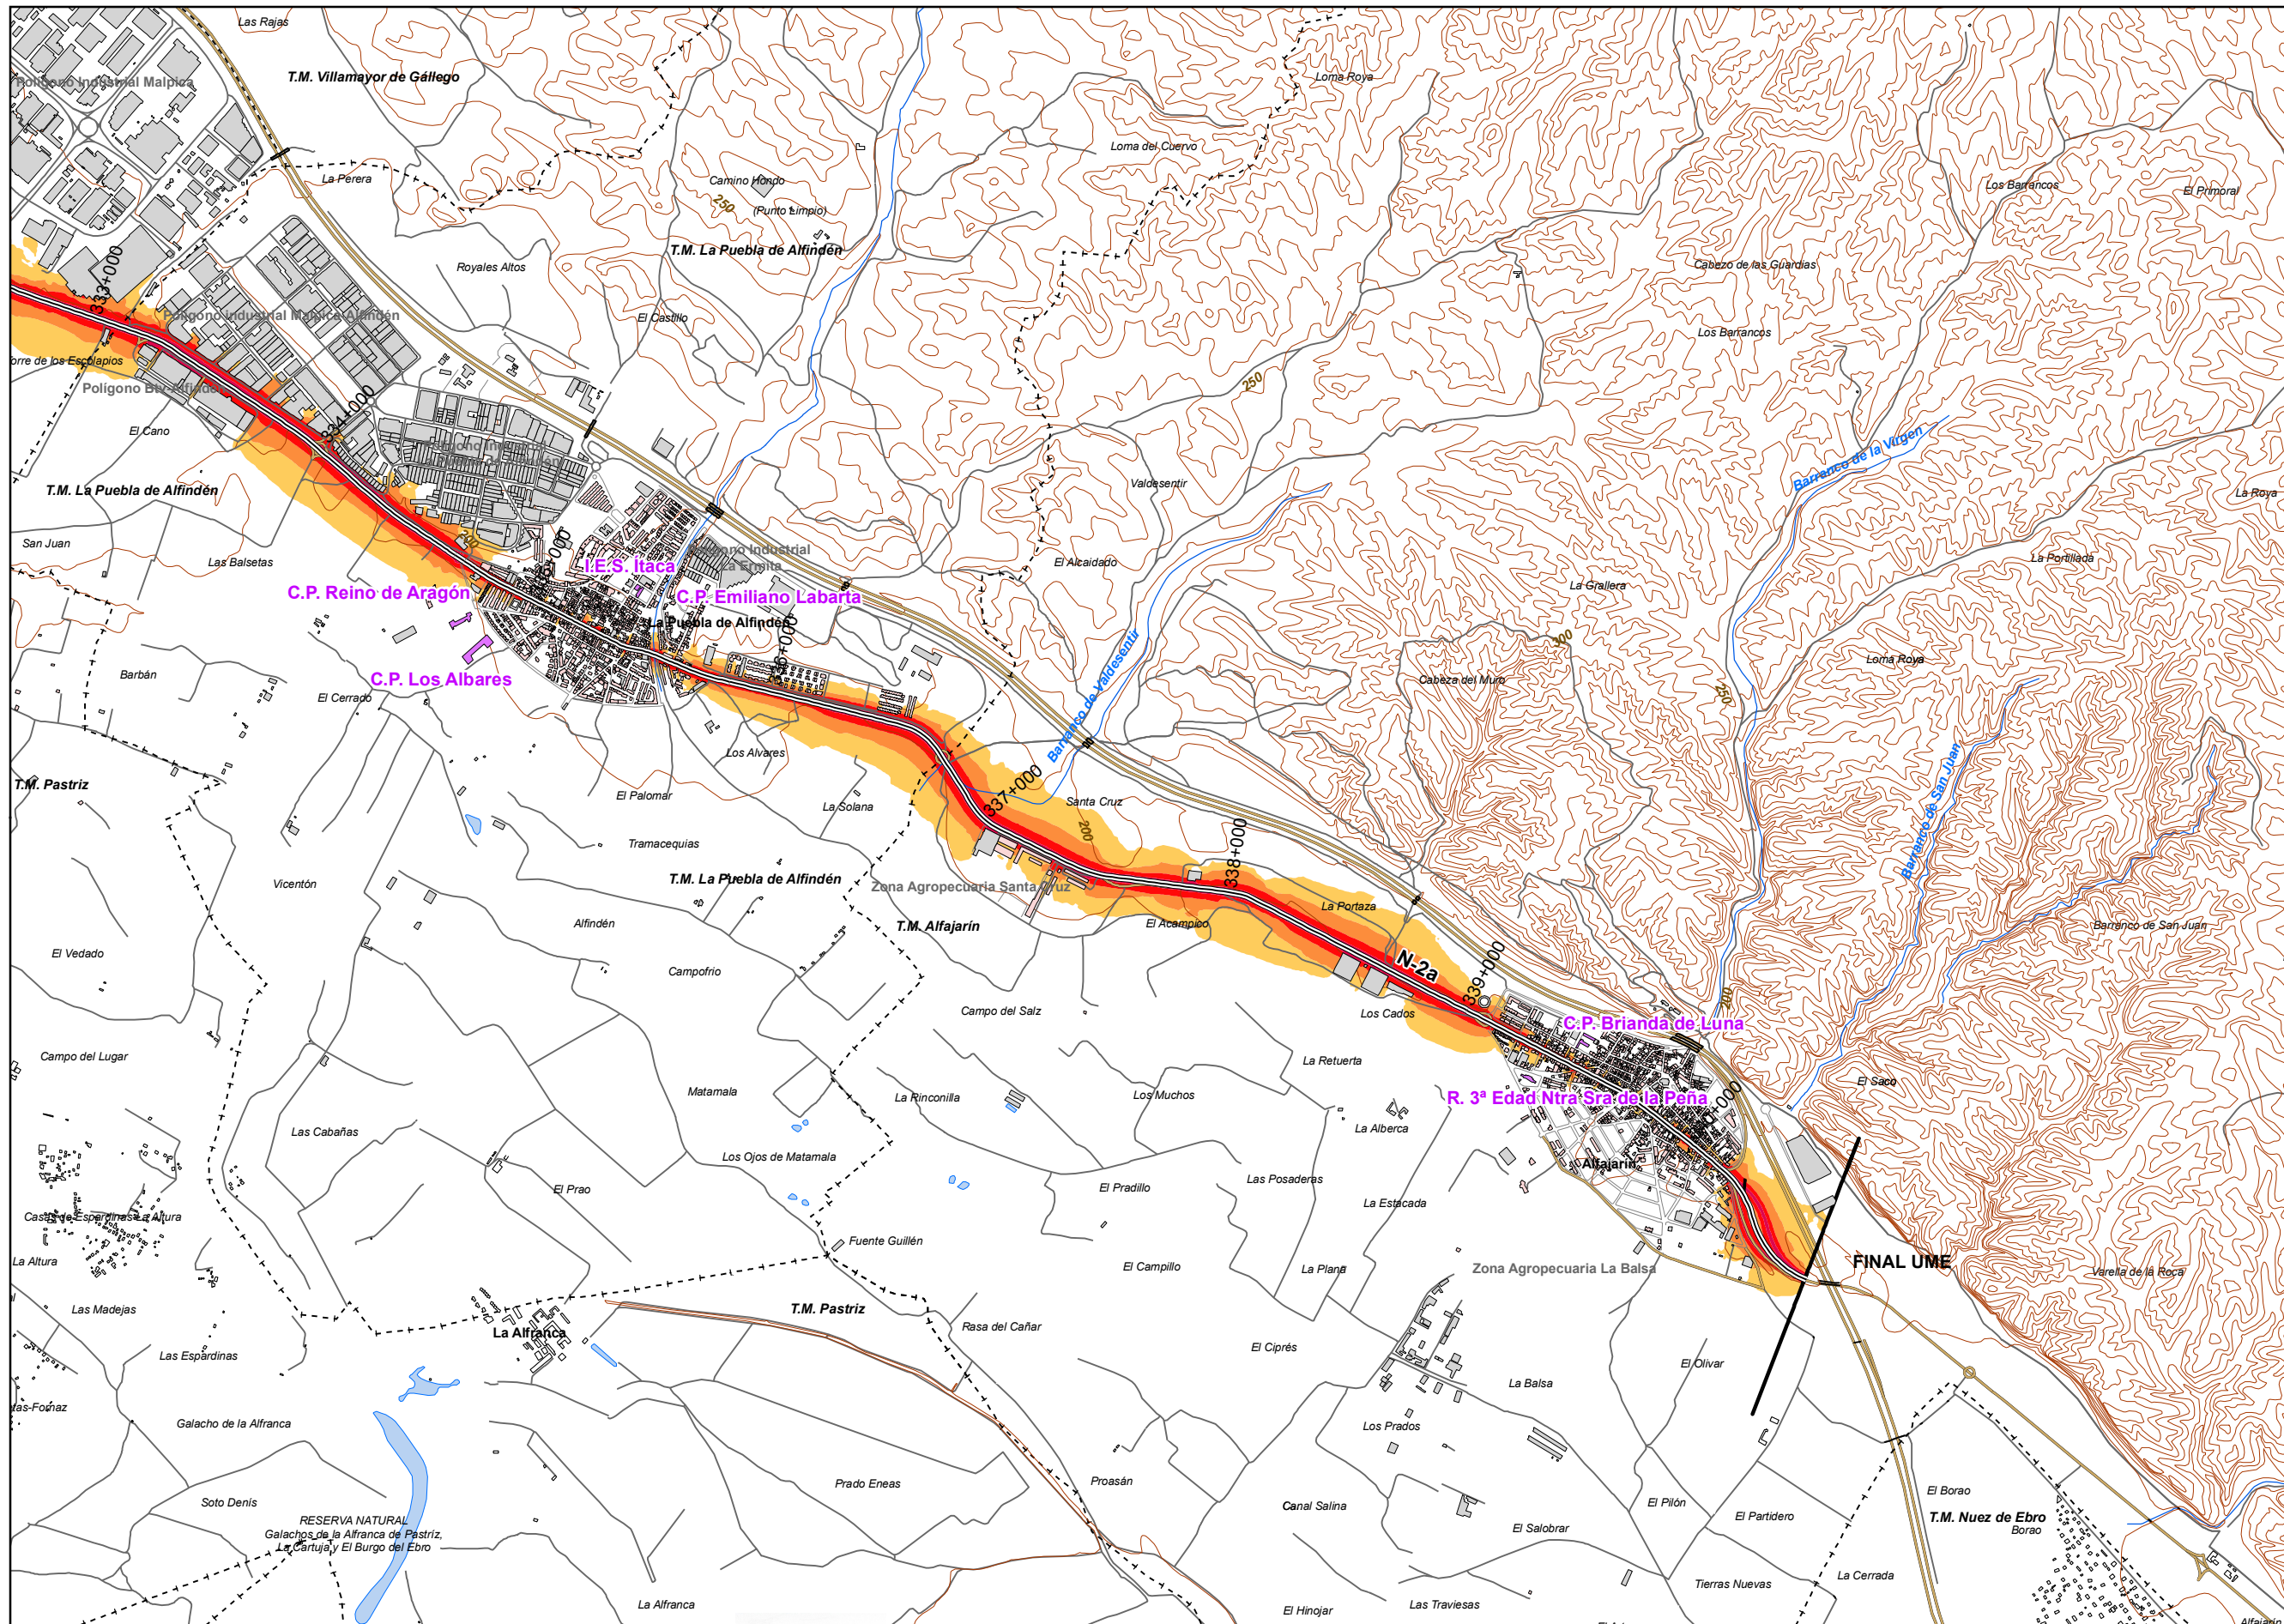 Las Rajas
T.M. Villamayor de Gállego
Loma Roya
Polígono Industrial Malpica
Loma del Cuervo
La Perera
Camino Hondo
250
(Punto Limpio)
Los Barrancos
El Primoral
T.M. La Puebla de Alfindén
Royales Altos
Cabezo de las Guardias
333+000
Polígono Industrial Malpica-Alfindén
El Castillo
Los Barrancos
Torre de los Escolapios
Polígono Bty-Alfindén
250
334+000
El Cano
Barranco de la Virgen
T.M. La Puebla de Alfindén
Valdesentir
La Roya
San Juan
Las Balsetas
200
Industrial
La Ermita
I.E.S. Itaca
El Alcaidado
La Portillada
La Grallera
C.P. Reino de Aragón
C.P. Emiliano Labarta
La Puebla de Alfindén
336+000
300
Loma Roya
Barranco de Valdesentir
Barbán
C.P. Los Albares
El Cerrado
Cabeza del Muro
250
Los Alvares
T.M. Pastriz
El Palomar
La Solana
337+000
Santa Cruz
200
Barranco de San Juan
Tramacequias
338+000
Vicentón
T.M. La Puebla de Alfindén
Zona Agropecuaria Santa Cruz
La Portaza
Alfindén
T.M. Alfajarín
El Acampico
Barranco de San Juan
El Vedado
Campofrio
N-2a
339+000
200
Campo del Salz
Los Cados
C.P. Brianda de Luna
Campo del Lugar
La Retuerta
El Saco
Matamala
La Rinconilla
Los Muchos
R. 3ª Edad Ntra Sra de la Peña
Las Cabañas
La Alberca
Los Ojos de Matamala
Alfajarín
El Prao
El Pradillo
Las Posaderas
La Estacada
Casas de Espardinas-La Altura
Fuente Guillén
La Altura
El Campillo
La Plana
Zona Agropecuaria La Balsa
FINAL UME
Varella de la Roca
Las Madejas
T.M. Pastriz
La Alfranca
Rasa del Cañar
El Ciprés
Las Espardinas
El Olivar
La Balsa
Galacho de la Alfranca
Los Prados
Prado Eneas
Proasán
Soto Denís
Canal Salina
El Pilón
El Borao
RESERVA NATURAL
Galachos de la Alfranca de Pastriz,
La Cartuja y El Burgo del Ebro
El Salobrar
El Partidero
T.M. Nuez de Ebro
Borao
La Cerrada
Tierras Nuevas
La Alfranca
El Hinojar
Las Traviesas